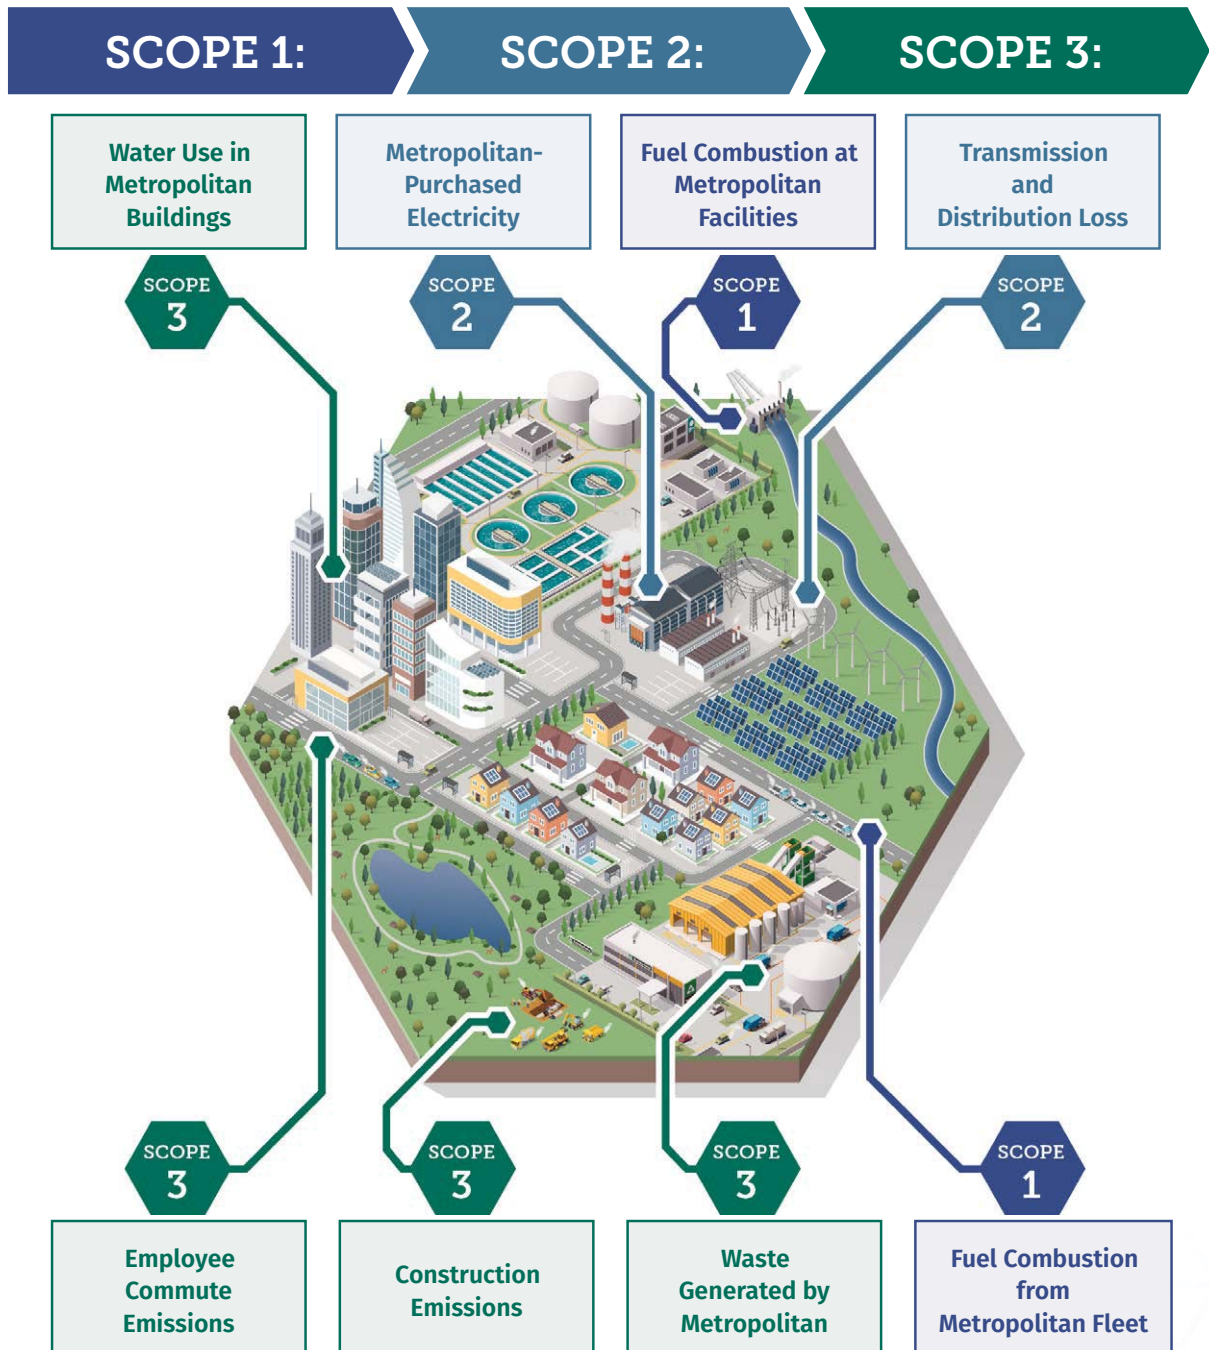 SCOPE 1:
SCOPE 2:
SCOPE 3:
Water Use in
Metropolitan
Buildings
Metropolitan-
Purchased
Electricity
Fuel Combustion at
Metropolitan
Facilities
Transmission
and
Distribution Loss
SCOPE
3
SCOPE
2
SCOPE
1
SCOPE
2
SCOPE
3
SCOPE
3
SCOPE
3
SCOPE
1
Employee
Commute
Emissions
Construction
Emissions
Waste
Generated by
Metropolitan
Fuel Combustion
from
Metropolitan Fleet